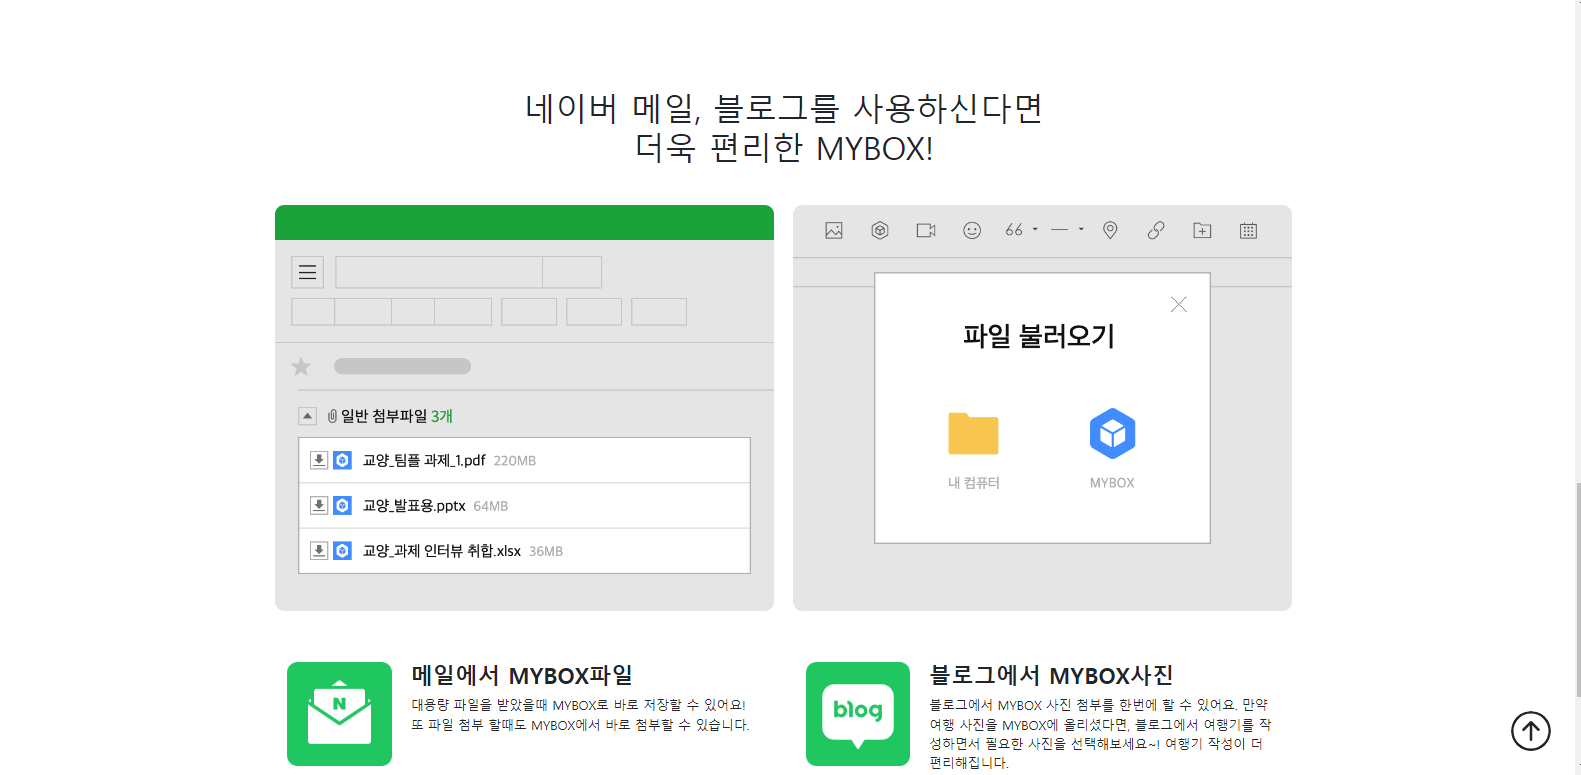 네이버 메일, 블로그를 사용하신다면
더욱 편리한 MYBOX!
일반 첨부파일 3개
교양_팀플 과제_1.pdf 220MB
교양_발표용.pptx 64MB
교양_과제 인터뷰 취합.xlsx 36MB
파일 불러오기
내 컴퓨터
MYBOX
N
메일에서 MYBOX파일
대용량 파일을 받았을때 MYBOX로 바로 저장할 수 있어요!
또 파일 첨부 할때도 MYBOX에서 바로 첨부할 수 있습니다.
blog
블로그에서 MYBOX사진
블로그에서 MYBOX 사진 첨부를 한번에 할 수 있어요. 만약
여행 사진을 MYBOX에 올리셨다면, 블로그에서 여행기를 작
성하면서 필요한 사진을 선택해보세요~! 여행기 작성이 더
편리해집니다.